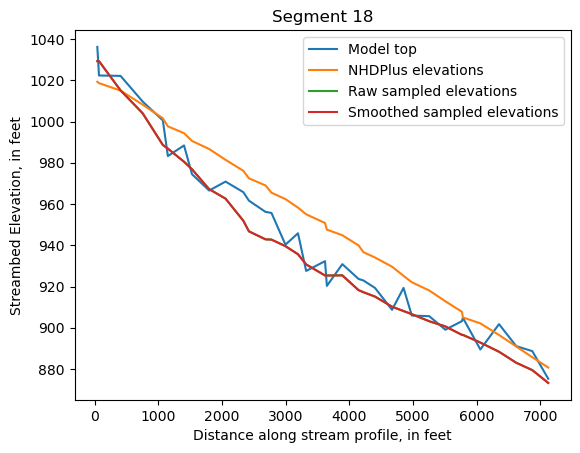 Segment 18
Model top
NHDPlus elevations
Raw sampled elevations
Smoothed sampled elevations
Streambed Elevation, in feet
1040
1020
1000
980
960
940
920
900
880
0 1000 2000 3000 4000 5000 6000 7000
Distance along stream profile, in feet